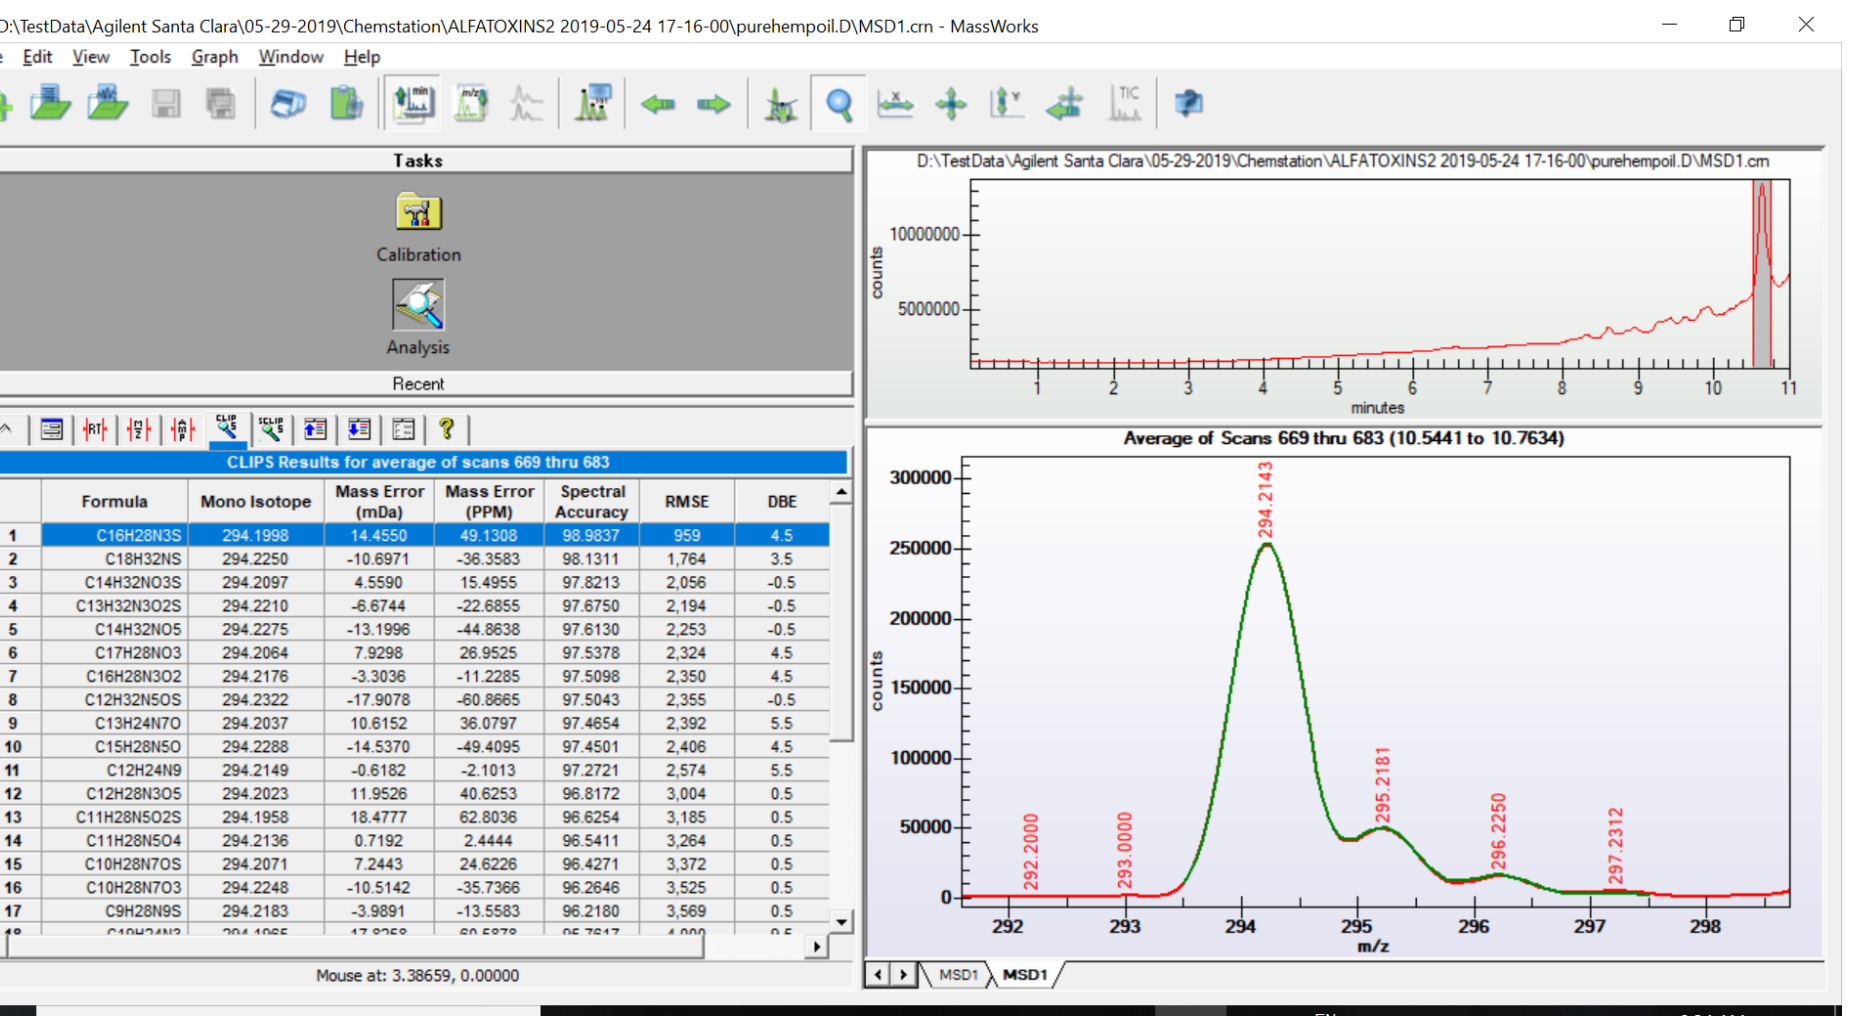 D:\TestData\Agilent Santa Clara\05-29-2019\Chemstation\ALFATOXINS2 2019-05-24 17-16-00\purehempoil.D\MSD1.crn - MassWorks
Edit View Tools Graph Window Help
min m/z TOT X Y TIC
Tasks
Calibration
Analysis
Recent
RT M Z AMP CLIPS sCLIPS ?
CLIPS Results for average of scans 669 thru 683
Formula Mono Isotope Mass Error (mDa) Mass Error (PPM) Spectral Accuracy RMSE DBE
1 C16H28N3S 294.1998 14.4550 49.1308 98.9837 959 4.5
2 C18H32NS 294.2250 -10.6971 -36.3583 98.1311 1,764 3.5
3 C14H32NO3S 294.2097 4.5590 15.4955 97.8213 2,056 -0.5
4 C13H32N3O2S 294.2210 -6.6744 -22.6855 97.6750 2,194 -0.5
5 C14H32NO5 294.2275 -13.1996 -44.8638 97.6130 2,253 -0.5
6 C17H28NO3 294.2064 7.9298 26.9525 97.5378 2,324 4.5
7 C16H28N3O2 294.2176 -3.3036 -11.2285 97.5098 2,350 4.5
8 C12H32N5OS 294.2322 -17.9078 -60.8665 97.5043 2,355 -0.5
9 C13H24N7O 294.2037 10.6152 36.0797 97.4654 2,392 5.5
10 C15H28N5O 294.2288 -14.5370 -49.4095 97.4501 2,406 4.5
11 C12H24N9 294.2149 -0.6182 -2.1013 97.2721 2,574 5.5
12 C12H28N3O5 294.2023 11.9526 40.6253 96.8172 3,004 0.5
13 C11H28N5O2S 294.1958 18.4777 62.8036 96.6254 3,185 0.5
14 C11H28N5O4 294.2136 0.7192 2.4444 96.5411 3,264 0.5
15 C10H28N7OS 294.2071 7.2443 24.6226 96.4271 3,372 0.5
16 C10H28N7O3 294.2248 -10.5142 -35.7366 96.2646 3,525 0.5
17 C9H28N9S 294.2183 -3.9891 -13.5583 96.2180 3,569 0.5
Mouse at: 3.38659, 0.00000
D:\TestData\Agilent Santa Clara\05-29-2019\Chemstation\ALFATOXINS2 2019-05-24 17-16-00\purehempoil.D\MSD1.crn
counts
10000000
5000000
1 2 3 4 5 6 7 8 9 10 11
minutes
Average of Scans 669 thru 683 (10.5441 to 10.7634)
counts
300000
250000
200000
150000
100000
50000
0
292.2000 293.0000 294.2143 295.2181 296.2250 297.2312
292 293 294 295 296 297 298
m/z
MSD1 MSD1